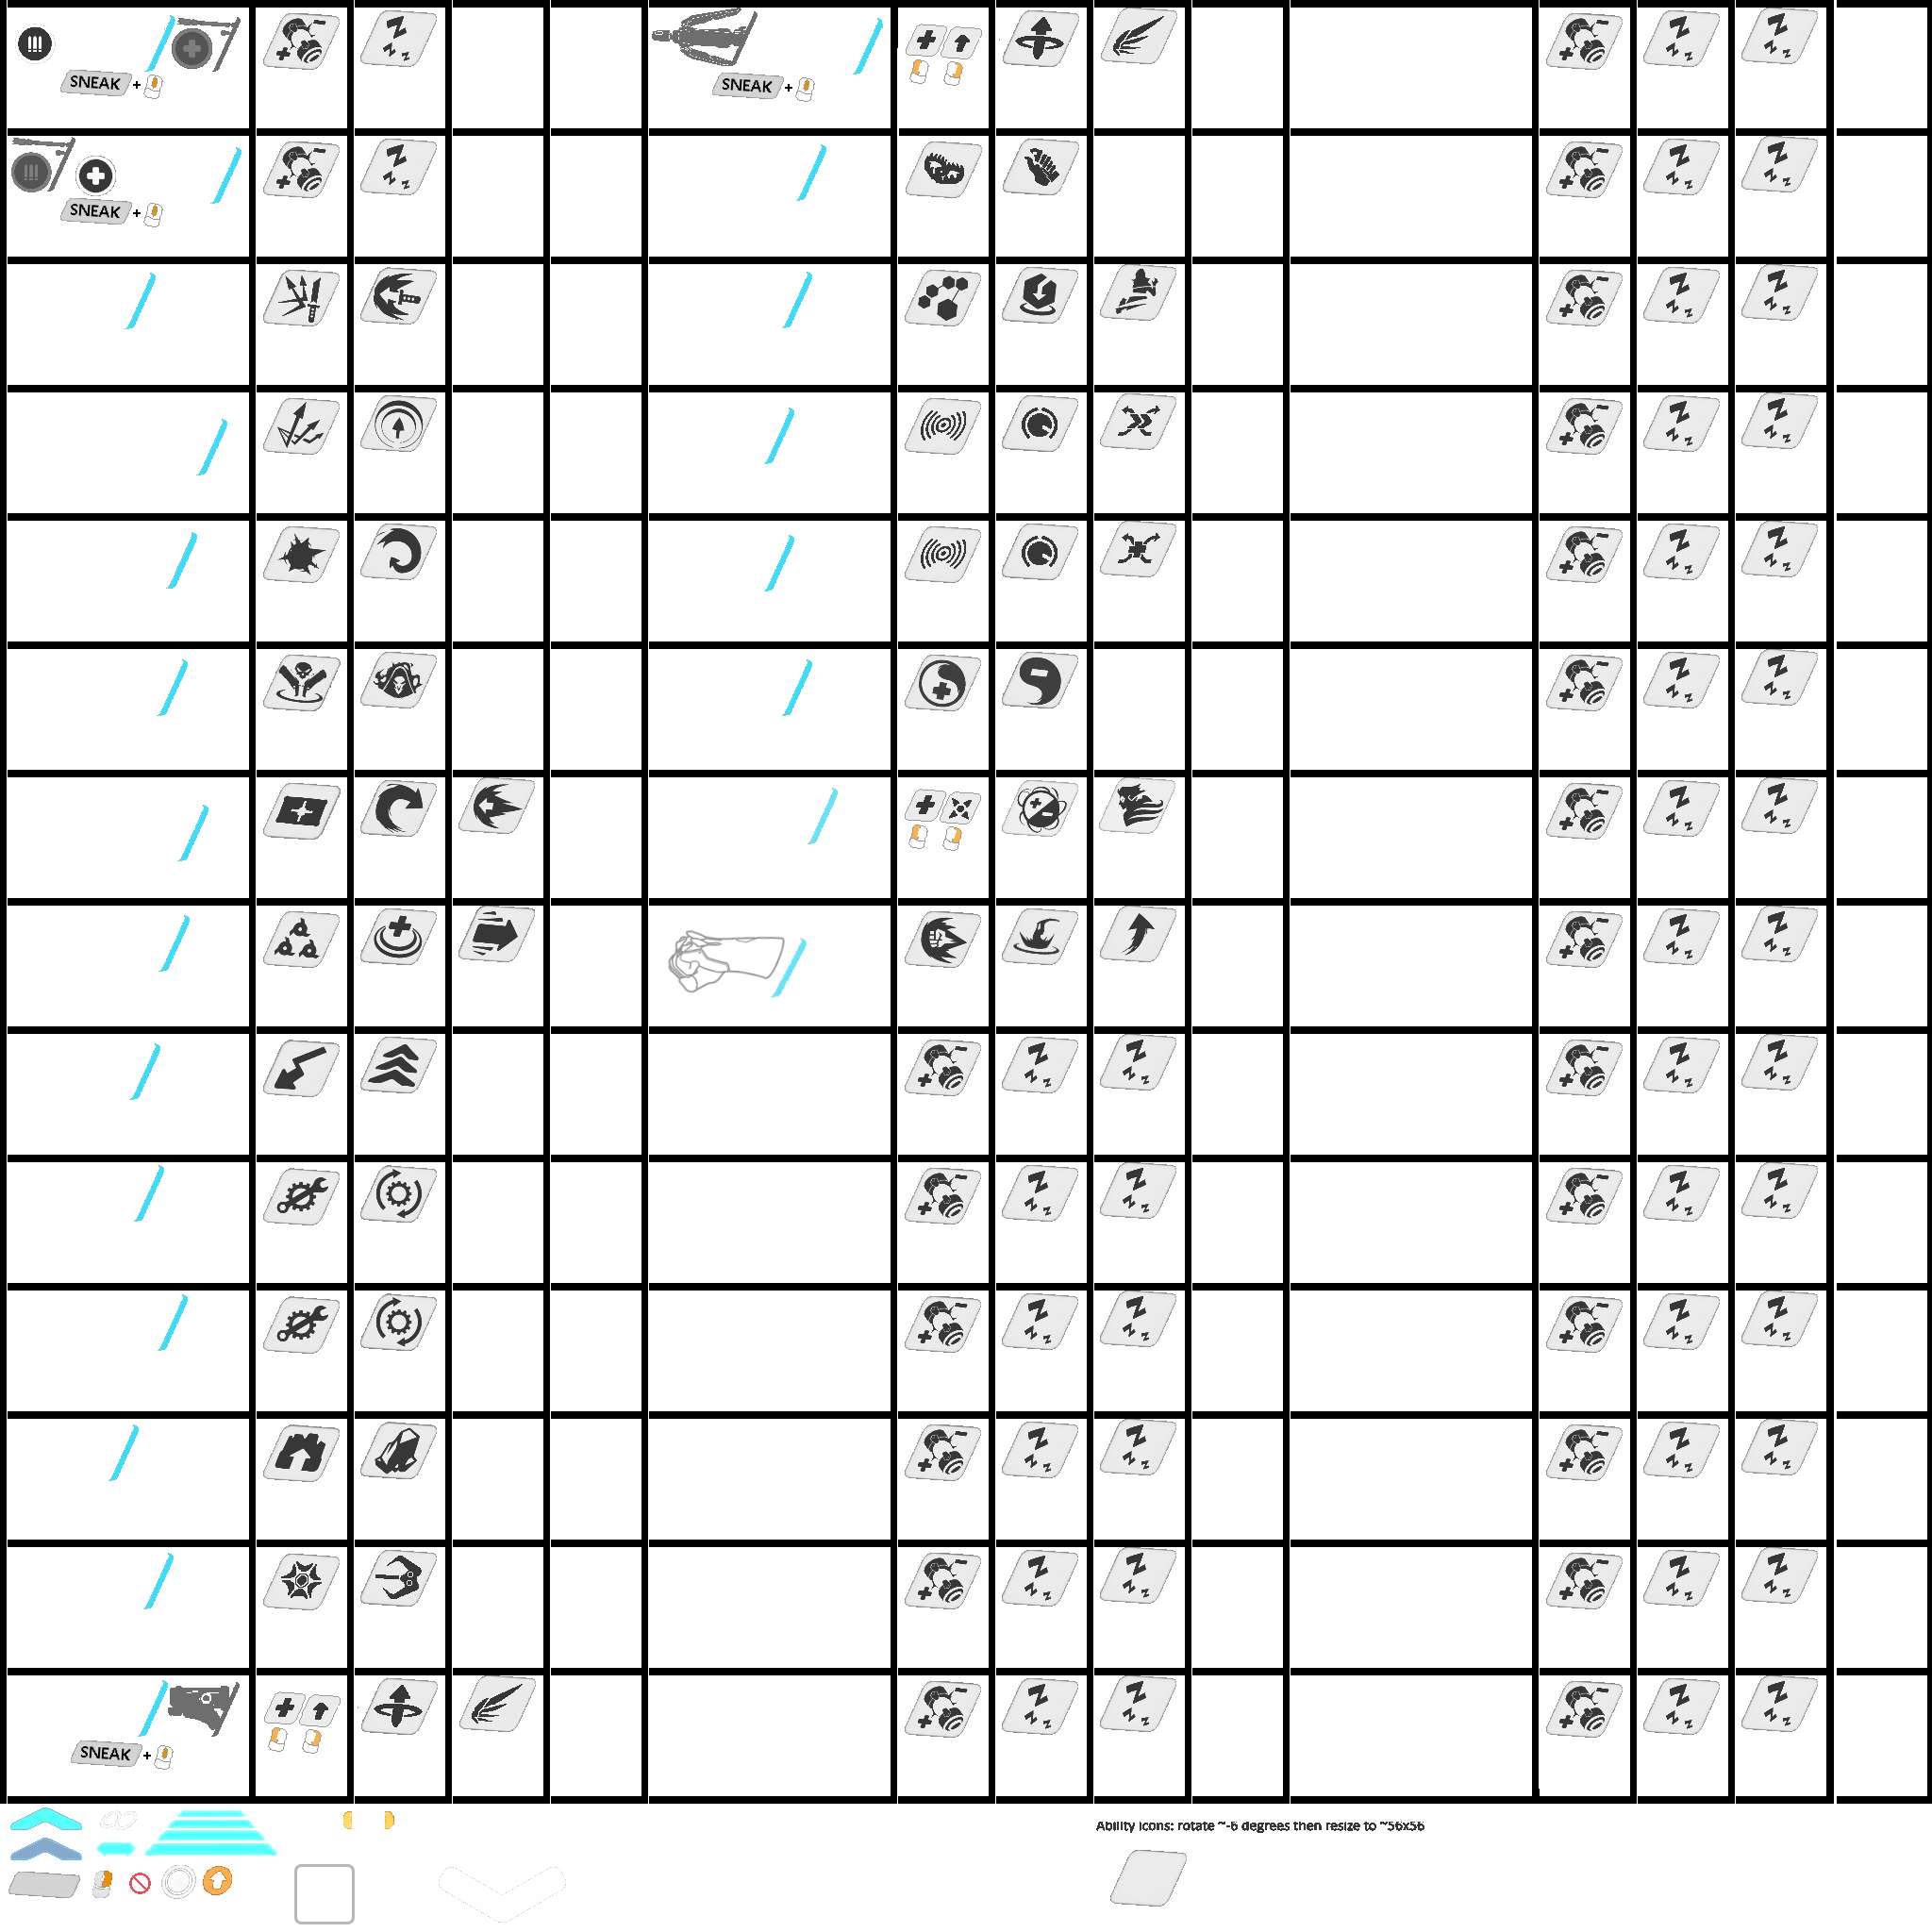 !!!
SNEAK +
SNEAK +
!!!
SNEAK +
SNEAK +
Ability icons: rotate ~-6 degrees then resize to ~56x56